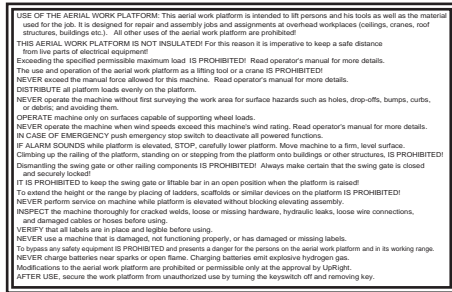 USE OF THE AERIAL WORK PLATFORM: This aerial work platform is intended to lift persons and his tools as well as the material
used for the job. It is designed for repair and assembly jobs and assignments at overhead workplaces (ceilings, cranes, roof
structures, buildings etc.). All other uses of the aerial work platform are prohibited!
THIS AERIAL WORK PLATFORM IS NOT INSULATED! For this reason it is imperative to keep a safe distance
from live parts of electrical equipment!
Exceeding the specified permissible maximum load IS PROHIBITED! Read operator's manual for more details.
The use and operation of the aerial work platform as a lifting tool or a crane IS PROHIBITED!
NEVER exceed the manual force allowed for this machine. Read operator's manual for more details.
DISTRIBUTE all platform loads evenly on the platform.
NEVER operate the machine without first surveying the work area for surface hazards such as holes, drop-offs, bumps, curbs,
or debris; and avoiding them.
OPERATE machine only on surfaces capable of supporting wheel loads.
NEVER operate the machine when wind speeds exceed this machine's wind rating. Read operator's manual for more details.
IN CASE OF EMERGENCY push emergency stop switch to deactivate all powered functions.
IF ALARM SOUNDS while platform is elevated, STOP, carefully lower platform. Move machine to a firm, level surface.
Climbing up the railing of the platform, standing on or stepping from the platform onto buildings or other structures, IS PROHIBITED!
Dismantling the swing gate or other railing components IS PROHIBITED! Always make certain that the swing gate is closed
and securely locked!
IT IS PROHIBITED to keep the swing gate or liftable bar in an open position when the platform is raised!
To extend the height or the range by placing of ladders, scaffolds or similar devices on the platform IS PROHIBITED!
NEVER perform service on machine while platform is elevated without blocking elevating assembly.
INSPECT the machine thoroughly for cracked welds, loose or missing hardware, hydraulic leaks, loose wire connections,
and damaged cables or hoses before using.
VERIFY that all labels are in place and legible before using.
NEVER use a machine that is damaged, not functioning properly, or has damaged or missing labels.
To bypass any safety equipment IS PROHIBITED and presents a danger for the persons on the aerial work platform and in its working range.
NEVER charge batteries near sparks or open flame. Charging batteries emit explosive hydrogen gas.
Modifications to the aerial work platform are prohibited or permissible only at the approval by UpRight.
AFTER USE, secure the work platform from unauthorized use by turning the keyswitch off and removing key.